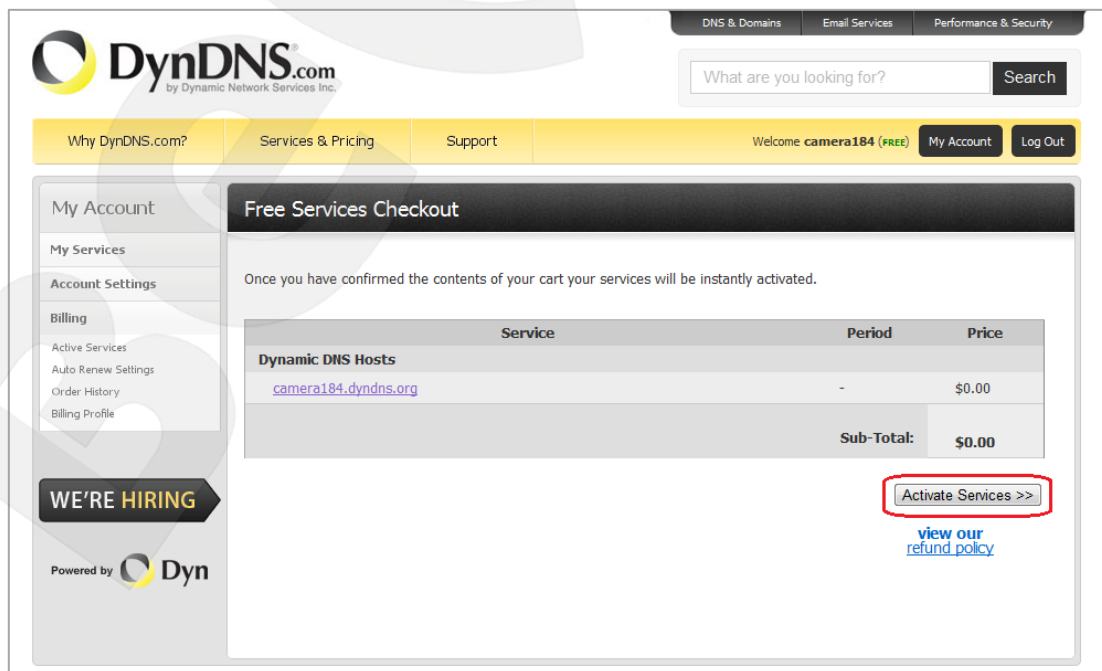 DNS & Domains Email Services Performance & Security
DynDNS.com
by Dynamic Network Services Inc.
What are you looking for? Search
Why DynDNS.com? Services & Pricing Support Welcome camera184 (FREE) My Account Log Out
My Account
My Services
Account Settings
Billing
Active Services
Auto Renew Settings
Order History
Billing Profile
WE'RE HIRING
Powered by Dyn
Free Services Checkout
Once you have confirmed the contents of your cart your services will be instantly activated.
Service Period Price
Dynamic DNS Hosts
camera184.dyndns.org - $0.00
Sub-Total: $0.00
Activate Services >>
view our
refund policy